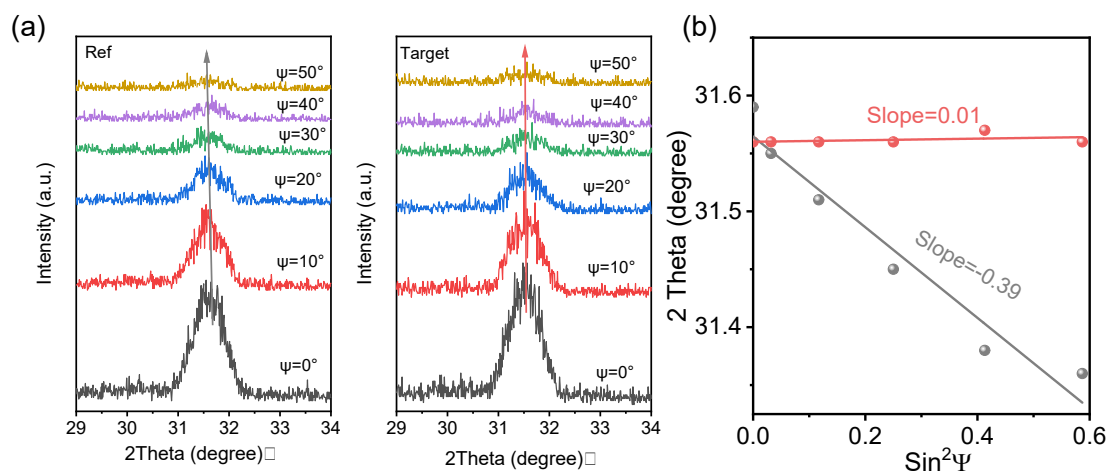 (a)
Ref
ψ=50°
ψ=40°
ψ=30°
ψ=20°
ψ=10°
ψ=0°
Intensity (a.u.)
29 30 31 32 33 34
2Theta (degree)□
Target
ψ=50°
ψ=40°
ψ=30°
ψ=20°
ψ=10°
ψ=0°
Intensity (a.u.)
29 30 31 32 33 34
2Theta (degree)□
(b)
31.6
31.5
31.4
2 Theta (degree)
Slope=0.01
Slope=-0.39
0.0 0.2 0.4 0.6
Sin²Ψ